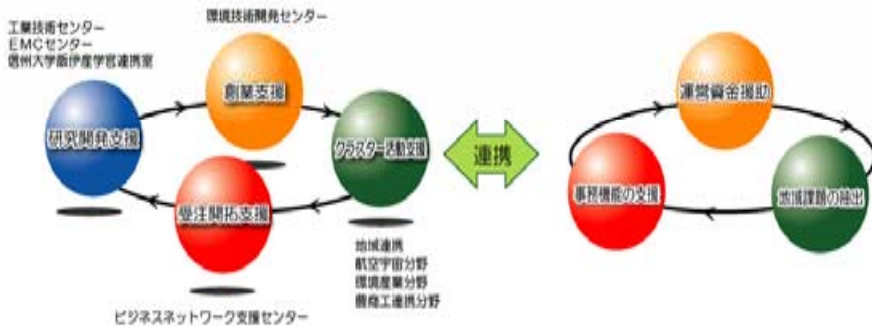 工業技術センター
EMCセンター
信州大学飯伊産学官連携室
環境技術開発センター
創業支援
研究開発支援
クラスター活動支援
受注開拓支援
地域連携
航空宇宙分野
環境産業分野
農商工連携分野
ビジネスネットワーク支援センター
連携
運営資金援助
事務機能の支援
地域課題の抽出